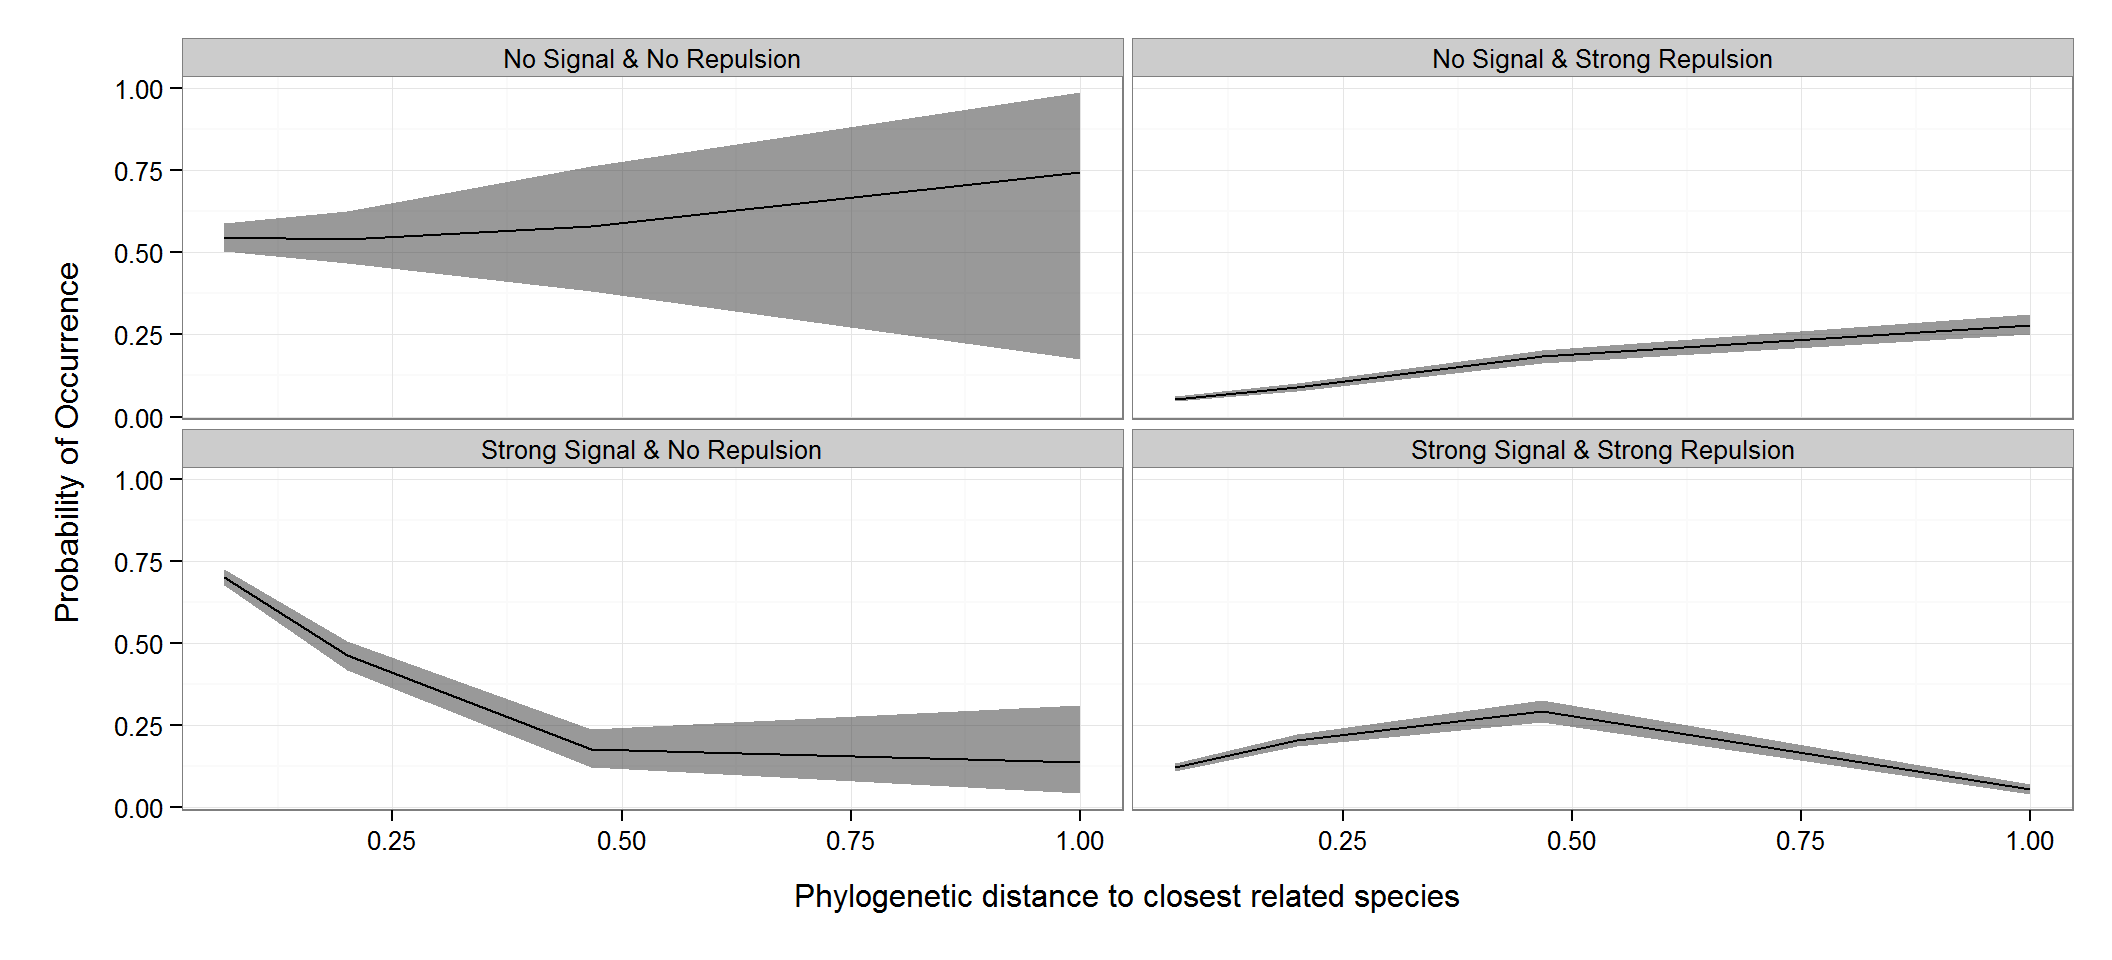 No Signal & No Repulsion
No Signal & Strong Repulsion
1.00
0.75
0.50
0.25
0.00
Strong Signal & No Repulsion
Strong Signal & Strong Repulsion
1.00
0.75
0.50
0.25
0.00
Probability of Occurrence
0.25 0.50 0.75 1.00
0.25 0.50 0.75 1.00
Phylogenetic distance to closest related species